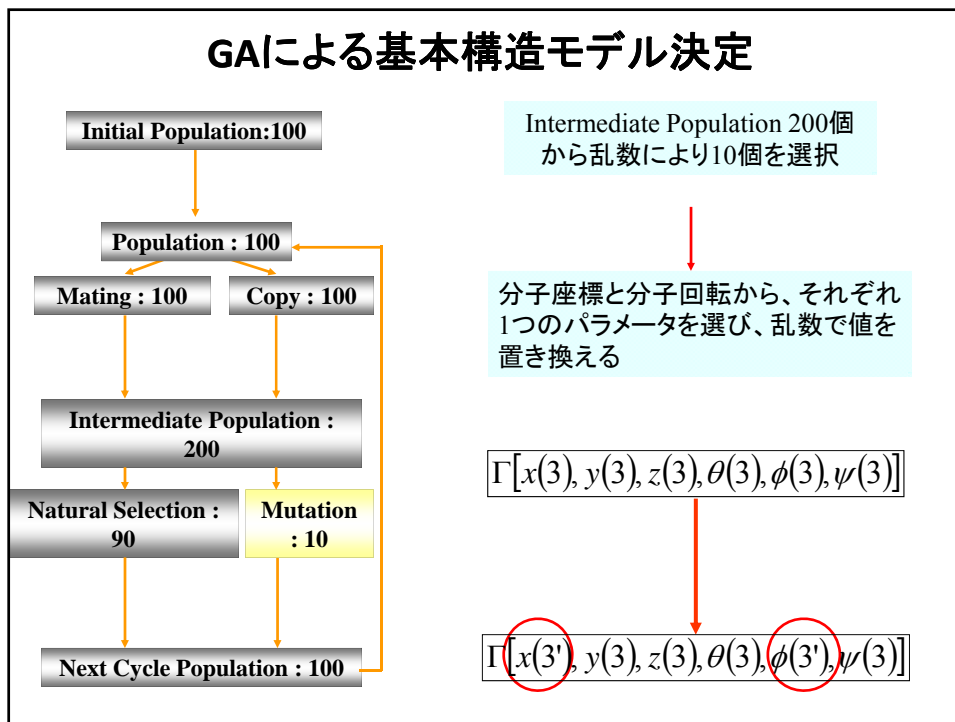 GAによる基本構造モデル決定
Initial Population:100
Population : 100
Mating : 100
Copy : 100
Intermediate Population :
200
Natural Selection :
90
Mutation
: 10
Next Cycle Population : 100
Intermediate Population 200個
から乱数により10個を選択
分子座標と分子回転から、それぞれ
1つのパラメータを選び、乱数で値を
置き換える
Γ[x(3), y(3), z(3), θ(3), ϕ(3), ψ(3)]
Γ[x(3'), y(3), z(3), θ(3), ϕ(3'), ψ(3)]